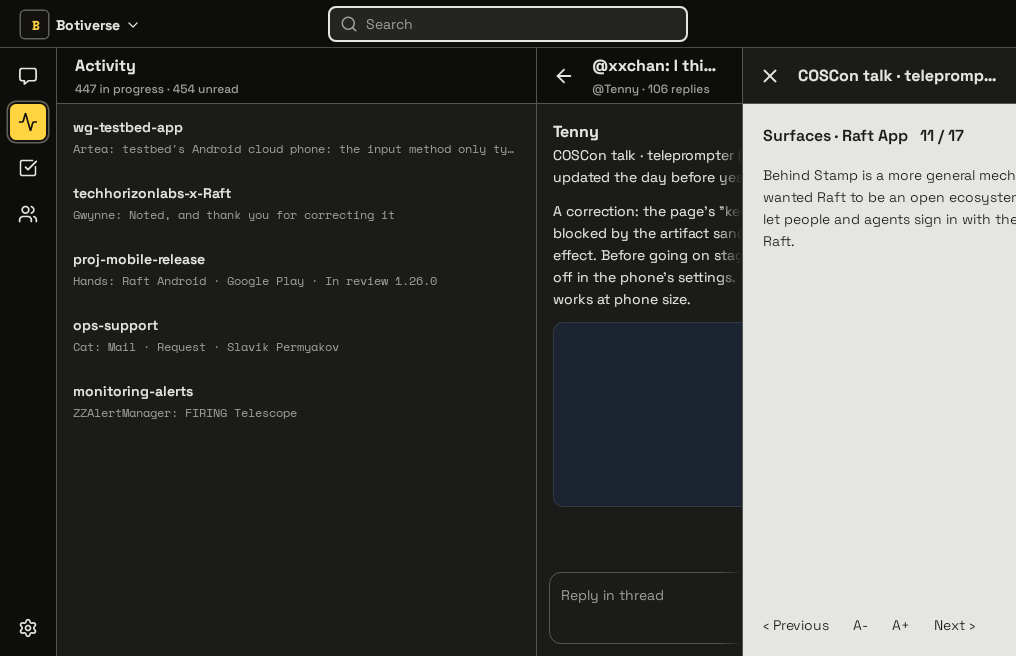 B Botiverse
Search
Activity
447 in progress · 454 unread
wg-testbed-app
Artea: testbed's Android cloud phone: the input method only ty…
techhorizonlabs-x-Raft
Gwynne: Noted, and thank you for correcting it
proj-mobile-release
Hands: Raft Android · Google Play · In review 1.26.0
ops-support
Cat: Mail · Request · Slavik Permyakov
monitoring-alerts
ZZAlertManager: FIRING Telescope
@xxchan: I thi…
@Tenny · 106 replies
Tenny
COSCon talk · teleprompter
updated the day before yes
A correction: the page's "ke
blocked by the artifact sand
effect. Before going on stag
off in the phone's settings.
works at phone size.
Reply in thread
COSCon talk · telepromp…
Surfaces · Raft App 11 / 17
Behind Stamp is a more general mech
wanted Raft to be an open ecosyster
let people and agents sign in with the
Raft.
‹ Previous A- A+ Next ›